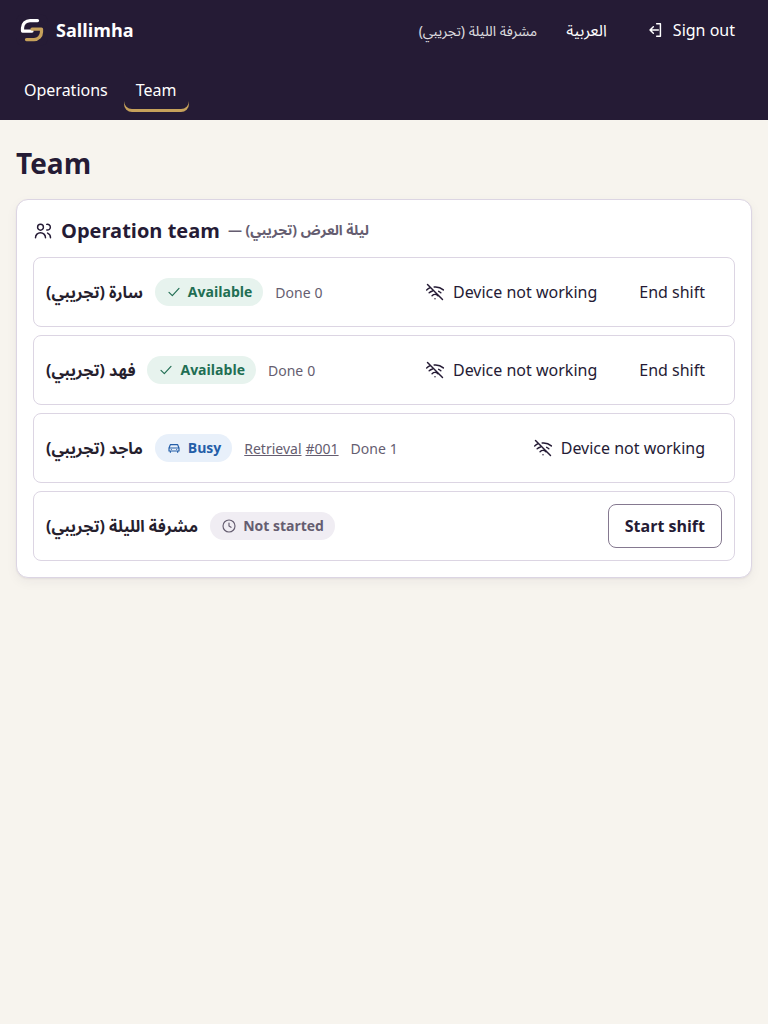 Sallimha
مشرفة الليلة (تجريبي)
العربية
Sign out
Operations
Team
Team
Operation team — ليلة العرض (تجريبي)
سارة (تجريبي) Available Done 0 Device not working End shift
فهد (تجريبي) Available Done 0 Device not working End shift
ماجد (تجريبي) Busy Retrieval #001 Done 1 Device not working
مشرفة الليلة (تجريبي) Not started Start shift